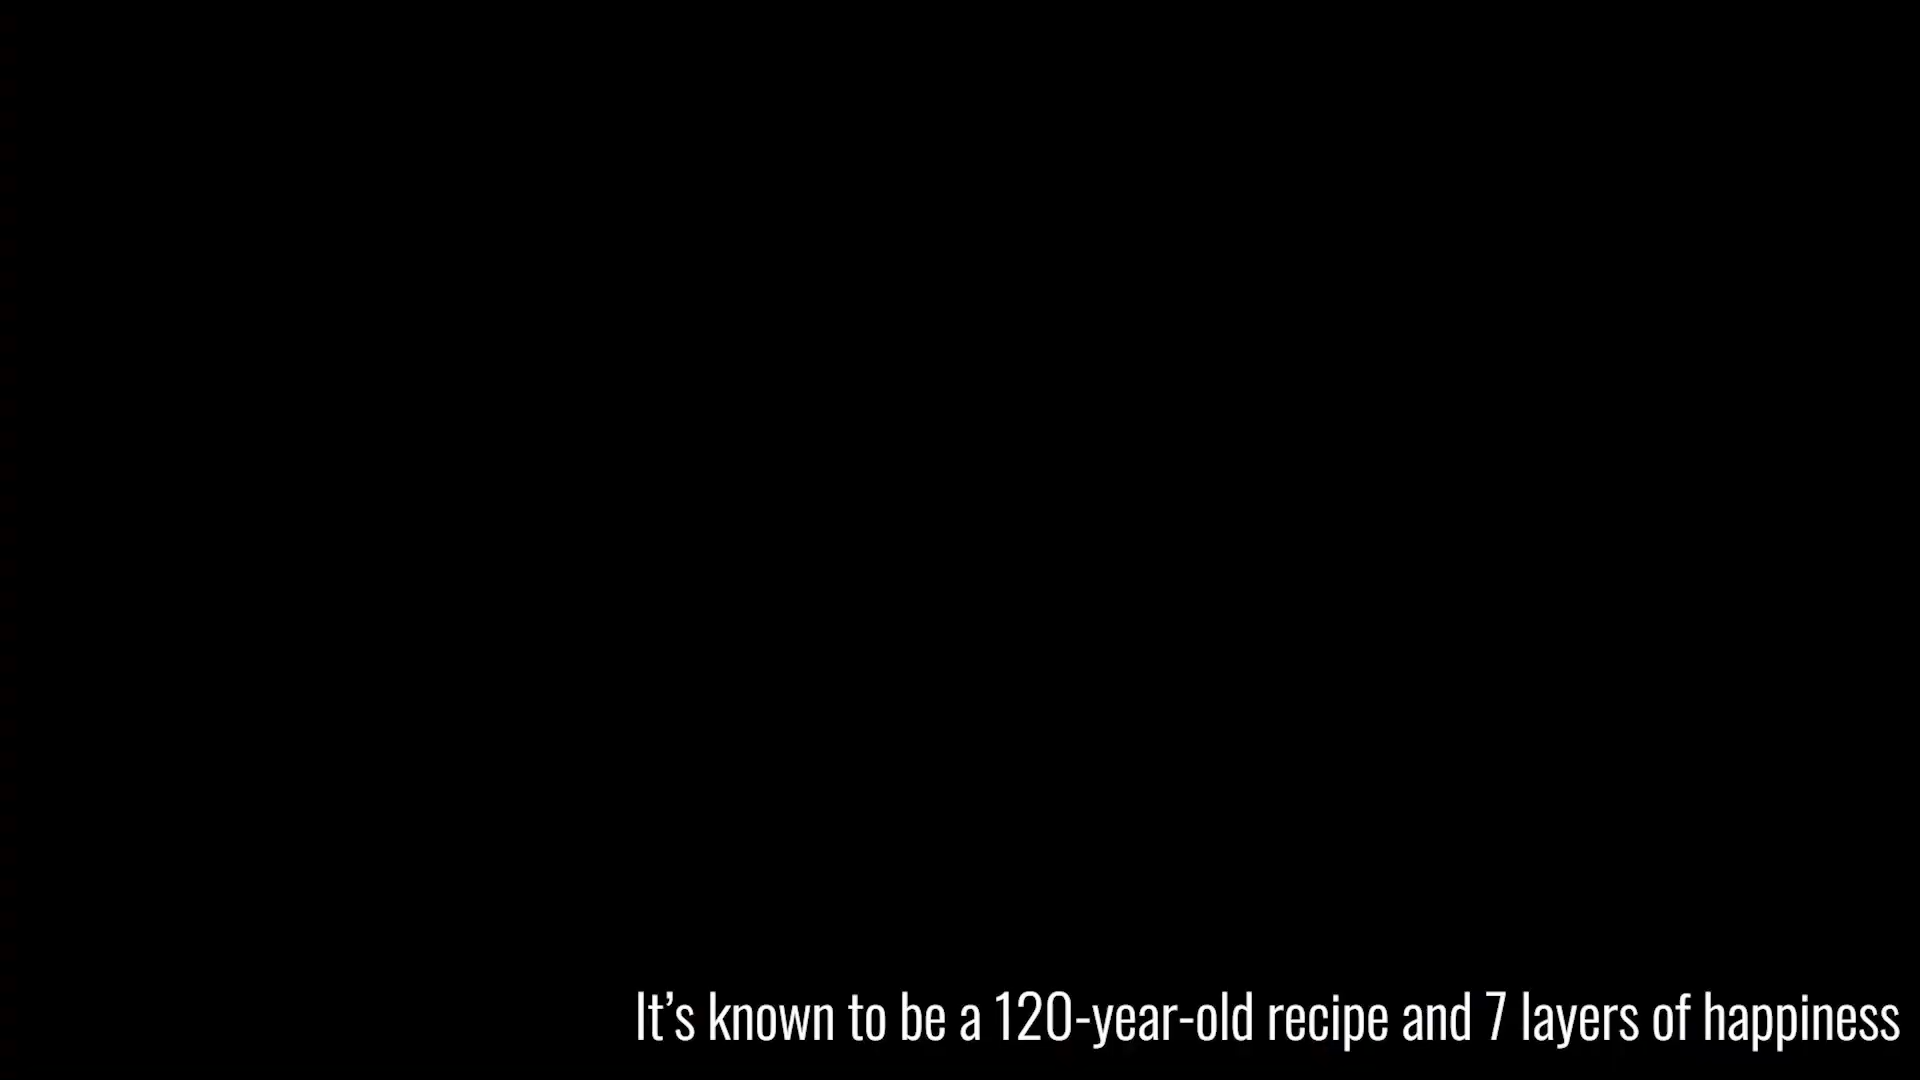 It’s known to be a 120-year-old recipe and 7 layers of happiness